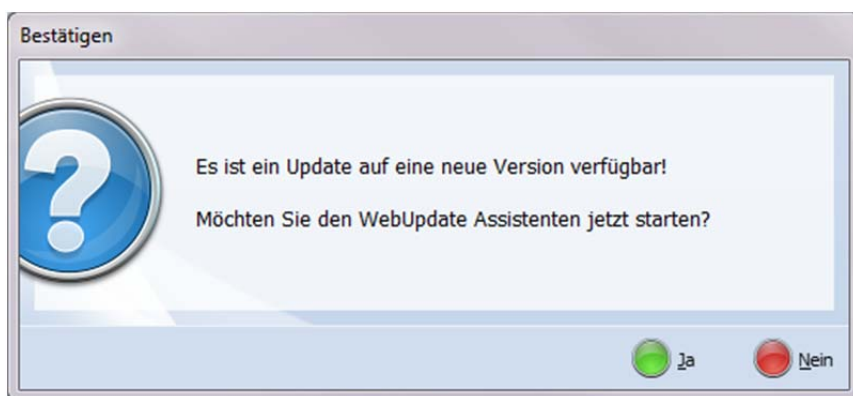 Bestätigen
Es ist ein Update auf eine neue Version verfügbar!
Möchten Sie den WebUpdate Assistenten jetzt starten?
Ja
Nein